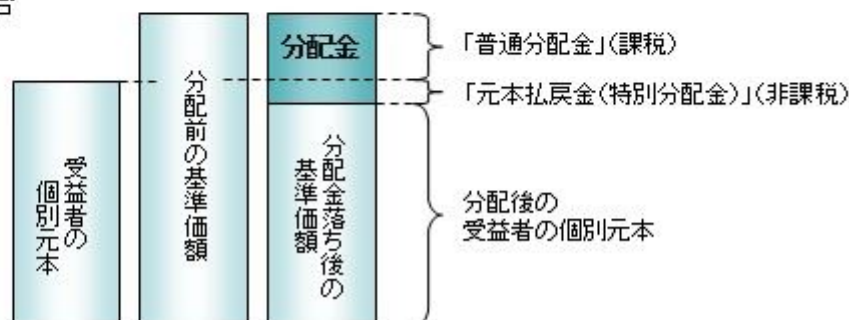 受益者の
個別元本
分配前の基準価額
分配金
分配金落ち後の
基準価額
「普通分配金」(課税)
「元本払戻金(特別分配金)」(非課税)
分配後の
受益者の個別元本